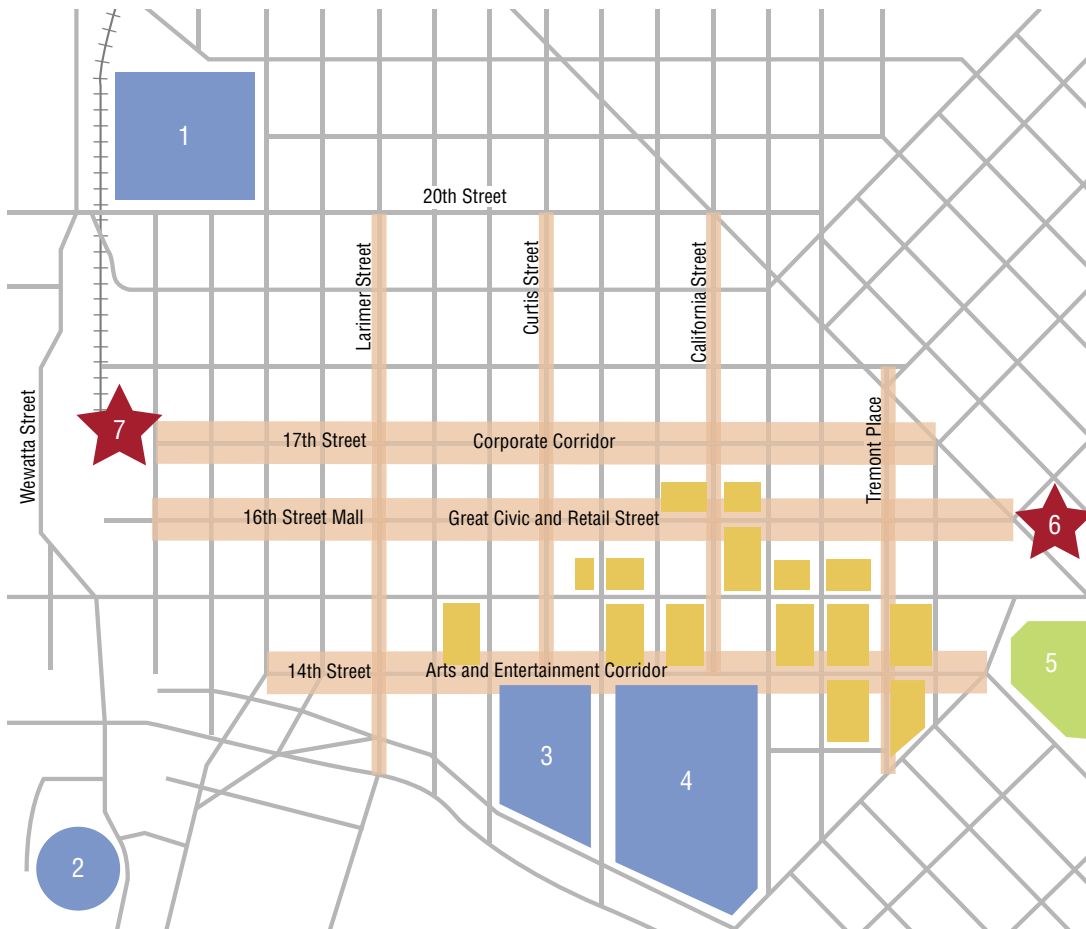 1
20th Street
Larimer Street
Curtis Street
California Street
Wewatta Street
Tremont Place
7
17th Street Corporate Corridor
16th Street Mall Great Civic and Retail Street
6
14th Street Arts and Entertainment Corridor
5
3
4
2